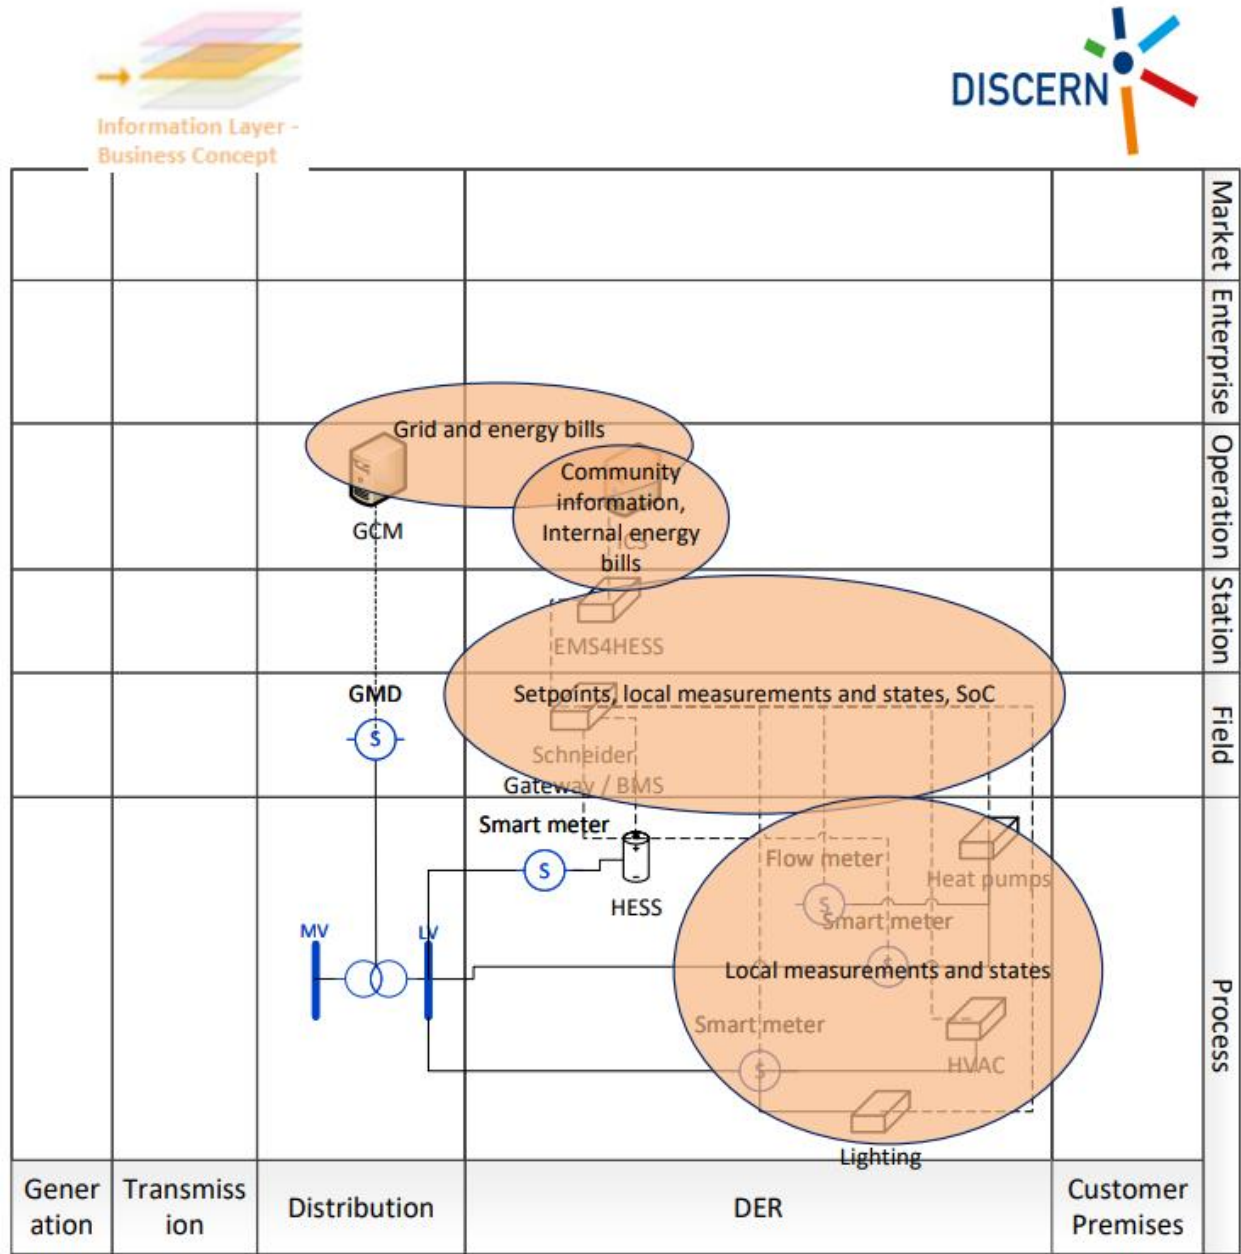 Information Layer -
Business Concept
DISCERN
Market
Enterprise
Grid and energy bills
Operation
Community
information,
Internal energy
bills
GCM
ICS
Station
EMS4HESS
GMD
Setpoints, local measurements and states, SoC
Field
S
Schneider
Gateway / BMS
Smart meter
Flow meter
S
Heat pumps
HESS
S
Smart meter
MV
LV
S
Local measurements and states
Process
Smart meter
HVAC
S
Lighting
Gener
ation
Transmiss
ion
Distribution
DER
Customer
Premises